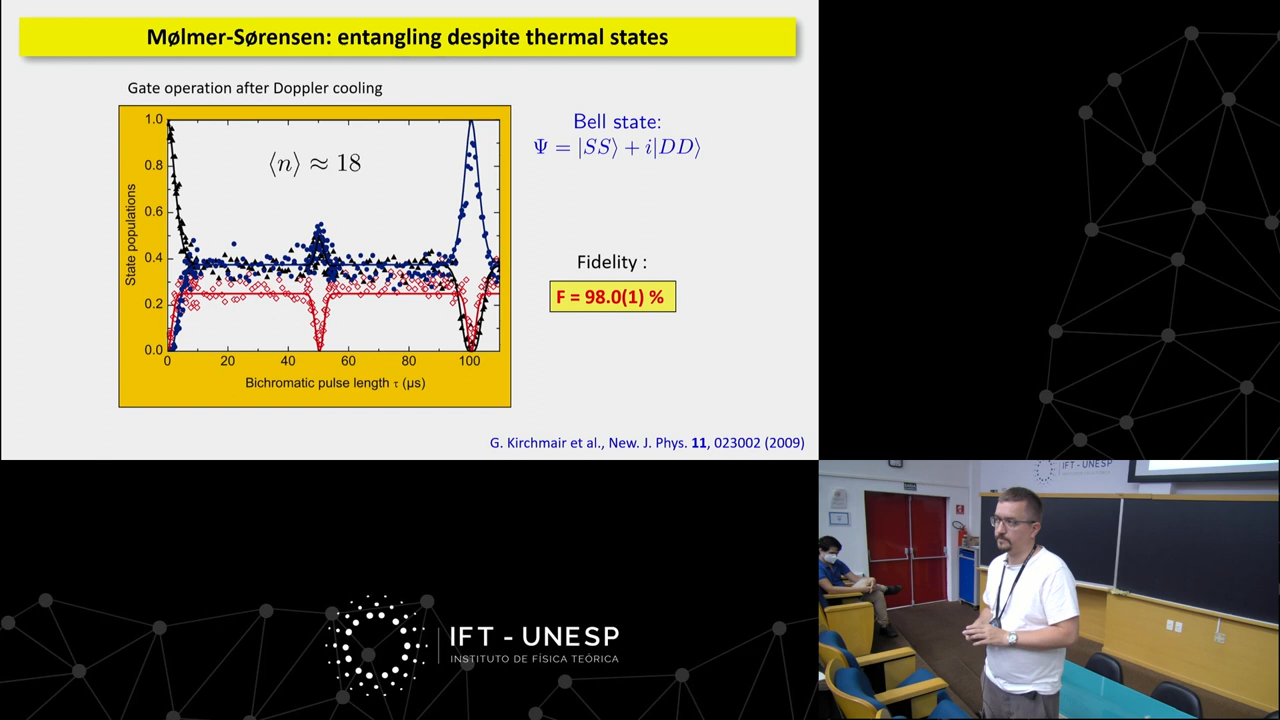 Mølmer-Sørensen: entangling despite thermal states
Gate operation after Doppler cooling
⟨n⟩ ≈ 18
State populations
1.0
0.8
0.6
0.4
0.2
0.0
0
20
40
60
80
100
Bichromatic pulse length τ (µs)
Bell state:
Ψ = |SS⟩ + i|DD⟩
Fidelity :
F = 98.0(1) %
G. Kirchmair et al., New. J. Phys. 11, 023002 (2009)
IFT - UNESP
INSTITUTO DE FÍSICA TEÓRICA
IFT - UNESP